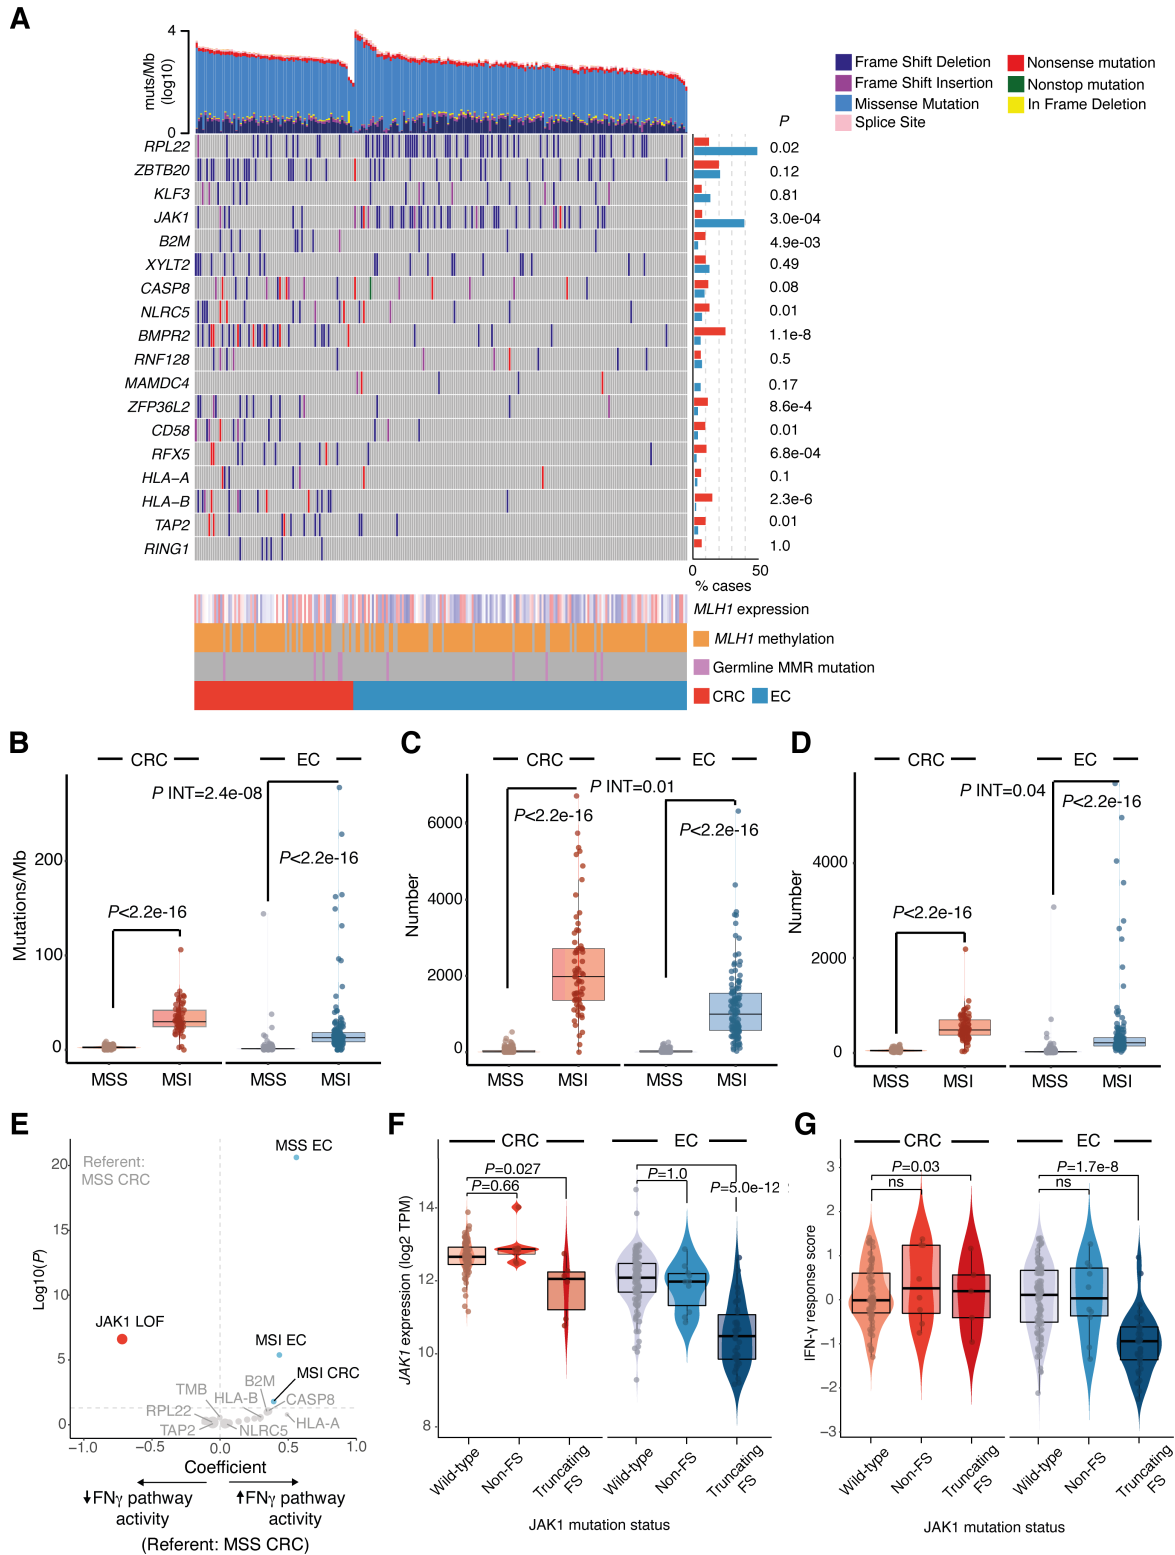 A
4
muts/Mb
(log10)
0
Frame Shift Deletion
Frame Shift Insertion
Missense Mutation
Splice Site
Nonsense mutation
Nonstop mutation
In Frame Deletion
P
RPL22 0.02
ZBTB20 0.12
KLF3 0.81
JAK1 3.0e-04
B2M 4.9e-03
XYLT2 0.49
CASP8 0.08
NLRC5 0.01
BMPR2 1.1e-8
RNF128 0.5
MAMDC4 0.17
ZFP36L2 8.6e-4
CD58 0.01
RFX5 6.8e-04
HLA−A 0.1
HLA−B 2.3e-6
TAP2 0.01
RING1 1.0
0 50
% cases
MLH1 expression
MLH1 methylation
Germline MMR mutation
CRC EC
B
CRC EC
P INT=2.4e-08
P<2.2e-16
P<2.2e-16
Mutations/Mb
200
100
0
MSS MSI MSS MSI
C
CRC EC
P INT=0.01
P<2.2e-16
P<2.2e-16
Number
6000
4000
2000
0
MSS MSI MSS MSI
D
CRC EC
P INT=0.04
P<2.2e-16
P<2.2e-16
Number
4000
2000
0
MSS MSI MSS MSI
E
Referent:
MSS CRC
MSS EC
JAK1 LOF
MSI EC
MSI CRC
B2M
TMB
HLA-B
CASP8
RPL22
TAP2
NLRC5
HLA-A
Log10(P)
20
15
10
5
0
−1.0 −0.5 0.0 0.5 1.0
Coefficient
↓FNγ pathway
activity
↑FNγ pathway
activity
(Referent: MSS CRC)
F
CRC EC
P=0.027
P=0.66
P=1.0
P=5.0e-12
JAK1 expression (log2 TPM)
14
12
10
8
Wild-type
Non-FS
Truncating
FS
Wild-type
Non-FS
Truncating
FS
JAK1 mutation status
G
CRC EC
P=0.03
ns
P=1.7e-8
ns
IFN-γ response score
3
2
1
0
−1
−2
−3
Wild-type
Non-FS
Truncating
FS
Wild-type
Non-FS
Truncating
FS
JAK1 mutation status